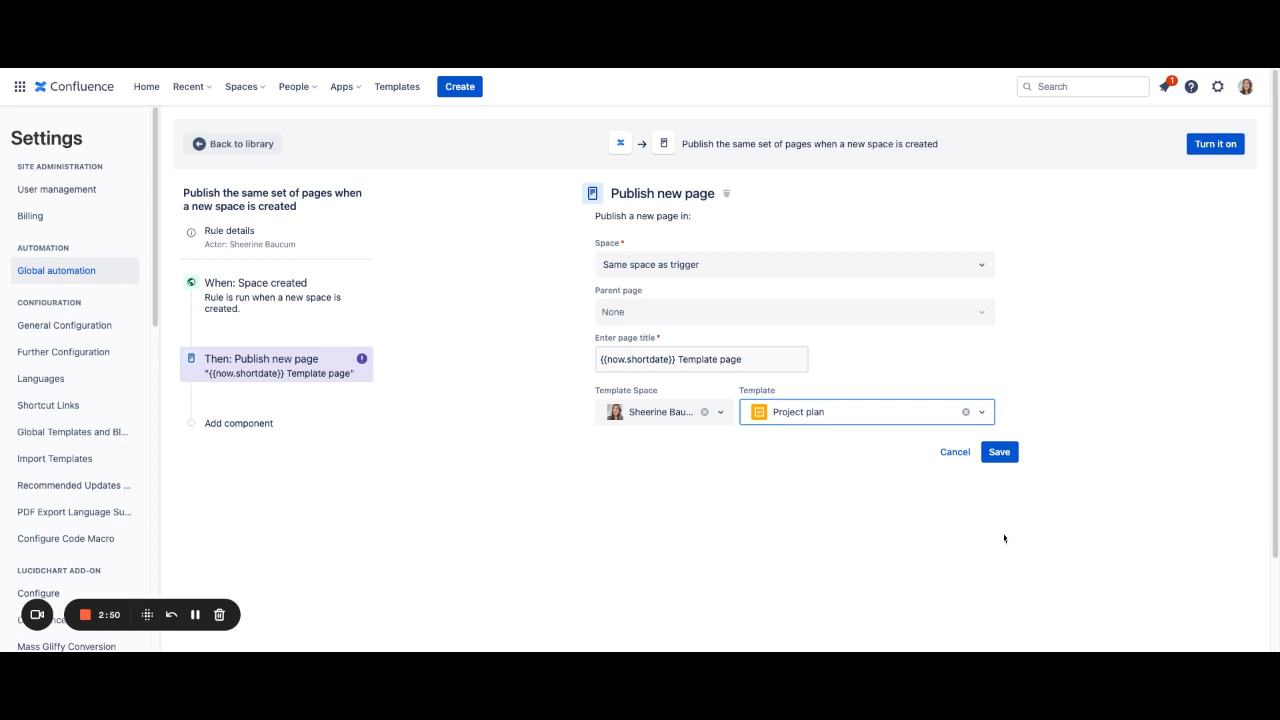 Confluence Home Recent Spaces People Apps Templates Create Search 1
Settings
SITE ADMINISTRATION
User management
Billing
AUTOMATION
Global automation
CONFIGURATION
General Configuration
Further Configuration
Languages
Shortcut Links
Global Templates and Bl...
Import Templates
Recommended Updates ...
PDF Export Language Su...
Configure Code Macro
LUCIDCHART ADD-ON
Configure
Mass Gliffy Conversion
2:50
Back to library
Publish the same set of pages when a new space is created
Turn it on
Publish the same set of pages when
a new space is created
Rule details
Actor: Sheerine Baucum
When: Space created
Rule is run when a new space is
created.
Then: Publish new page
"{{now.shortdate}} Template page"
Add component
Publish new page
Publish a new page in:
Space*
Same space as trigger
Parent page
None
Enter page title*
{{now.shortdate}} Template page
Template Space Template
Sheerine Bau... Project plan
Cancel Save